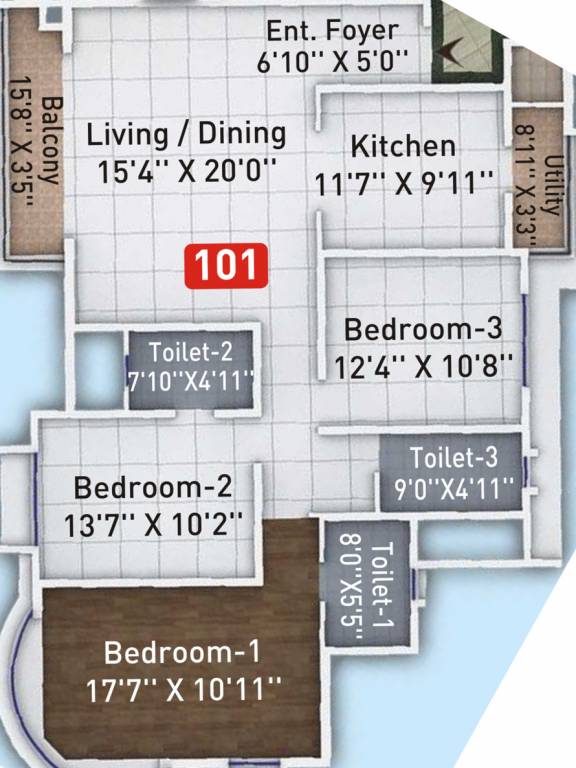 Ent. Foyer
6'10'' X 5'0''
Living / Dining
15'4'' X 20'0''
Balcony
15'8'' X 3'5''
Kitchen
11'7'' X 9'11''
Utility
8'11'' X 3'3''
101
Bedroom-3
12'4'' X 10'8''
Toilet-2
7'10''X4'11''
Toilet-3
9'0''X4'11''
Bedroom-2
13'7'' X 10'2''
Toilet-1
8'0''X5'5''
Bedroom-1
17'7'' X 10'11''